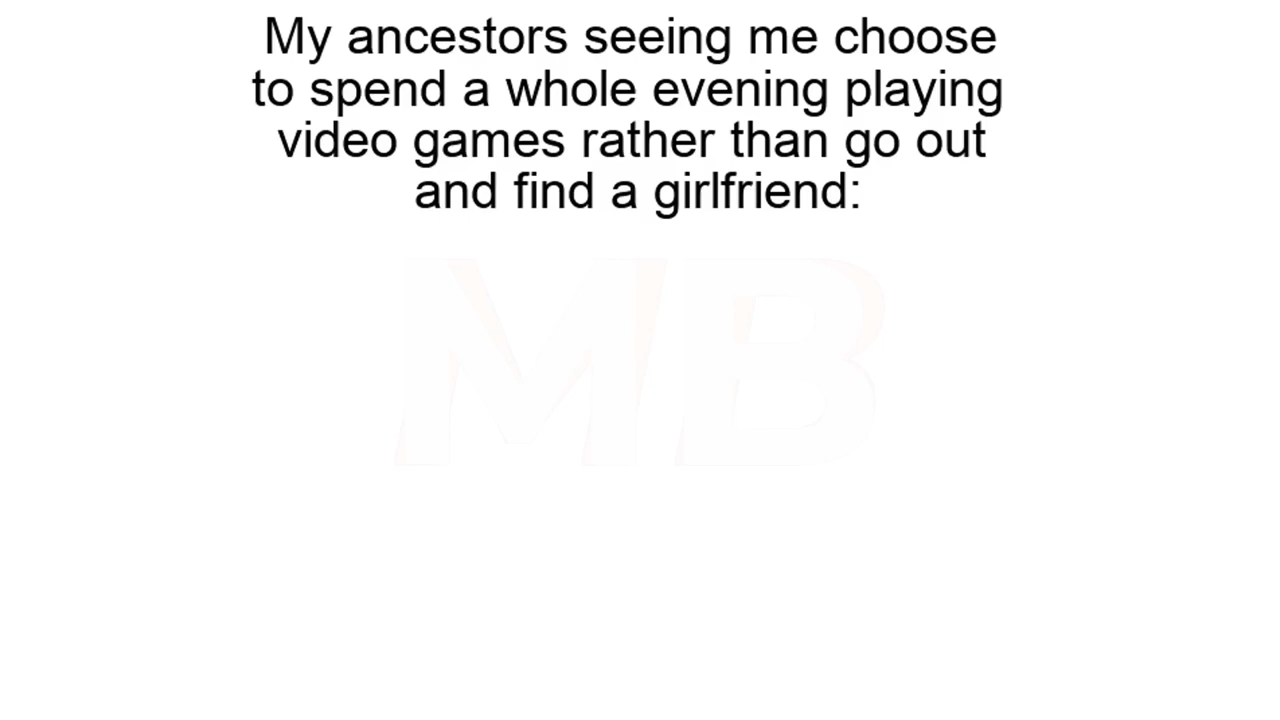 My ancestors seeing me choose
to spend a whole evening playing
video games rather than go out
and find a girlfriend:
MB